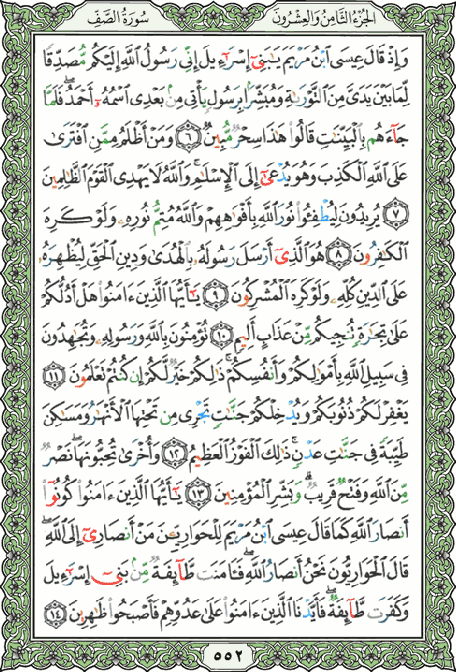 الجزء الثامن والعشرون
سورة الصف
وَإِذْ قَالَ عِيسَى ٱبْنُ مَرْيَمَ يَـٰبَنِىٓ إِسْرَٰٓءِيلَ إِنِّى رَسُولُ ٱللَّهِ إِلَيْكُم مُّصَدِّقًا
لِّمَا بَيْنَ يَدَىَّ مِنَ ٱلتَّوْرَىٰةِ وَمُبَشِّرًۢا بِرَسُولٍ يَأْتِى مِنۢ بَعْدِى ٱسْمُهُۥٓ أَحْمَدُ ۖ فَلَمَّا
جَآءَهُم بِٱلْبَيِّنَـٰتِ قَالُوا۟ هَـٰذَا سِحْرٌ مُّبِينٌ ٦ وَمَنْ أَظْلَمُ مِمَّنِ ٱفْتَرَىٰ
عَلَى ٱللَّهِ ٱلْكَذِبَ وَهُوَ يُدْعَىٰٓ إِلَى ٱلْإِسْلَـٰمِ ۚ وَٱللَّهُ لَا يَهْدِى ٱلْقَوْمَ ٱلظَّـٰلِمِينَ
٧ يُرِيدُونَ لِيُطْفِـُٔوا۟ نُورَ ٱللَّهِ بِأَفْوَٰهِهِمْ وَٱللَّهُ مُتِمُّ نُورِهِۦ وَلَوْ كَرِهَ
ٱلْكَـٰفِرُونَ ٨ هُوَ ٱلَّذِىٓ أَرْسَلَ رَسُولَهُۥ بِٱلْهُدَىٰ وَدِينِ ٱلْحَقِّ لِيُظْهِرَهُۥ
عَلَى ٱلدِّينِ كُلِّهِۦ وَلَوْ كَرِهَ ٱلْمُشْرِكُونَ ٩ يَـٰٓأَيُّهَا ٱلَّذِينَ ءَامَنُوا۟ هَلْ أَدُلُّكُمْ
عَلَىٰ تِجَـٰرَةٍ تُنجِيكُم مِّنْ عَذَابٍ أَلِيمٍ ١٠ تُؤْمِنُونَ بِٱللَّهِ وَرَسُولِهِۦ وَتُجَـٰهِدُونَ
فِى سَبِيلِ ٱللَّهِ بِأَمْوَٰلِكُمْ وَأَنفُسِكُمْ ۚ ذَٰلِكُمْ خَيْرٌ لَّكُمْ إِن كُنتُمْ تَعْلَمُونَ ١١
يَغْفِرْ لَكُمْ ذُنُوبَكُمْ وَيُدْخِلْكُمْ جَنَّـٰتٍ تَجْرِى مِن تَحْتِهَا ٱلْأَنْهَـٰرُ وَمَسَـٰكِنَ
طَيِّبَةً فِى جَنَّـٰتِ عَدْنٍ ۚ ذَٰلِكَ ٱلْفَوْزُ ٱلْعَظِيمُ ١٢ وَأُخْرَىٰ تُحِبُّونَهَا ۖ نَصْرٌ
مِّنَ ٱللَّهِ وَفَتْحٌ قَرِيبٌ ۗ وَبَشِّرِ ٱلْمُؤْمِنِينَ ١٣ يَـٰٓأَيُّهَا ٱلَّذِينَ ءَامَنُوا۟ كُونُوٓا۟
أَنصَارَ ٱللَّهِ كَمَا قَالَ عِيسَى ٱبْنُ مَرْيَمَ لِلْحَوَارِيِّـۧنَ مَنْ أَنصَارِىٓ إِلَى ٱللَّهِ ۖ
قَالَ ٱلْحَوَارِيُّونَ نَحْنُ أَنصَارُ ٱللَّهِ ۖ فَـَٔامَنَت طَّآئِفَةٌ مِّنۢ بَنِىٓ إِسْرَٰٓءِيلَ
وَكَفَرَت طَّآئِفَةٌ ۖ فَأَيَّدْنَا ٱلَّذِينَ ءَامَنُوا۟ عَلَىٰ عَدُوِّهِمْ فَأَصْبَحُوا۟ ظَـٰهِرِينَ ١٤
٥٥٢